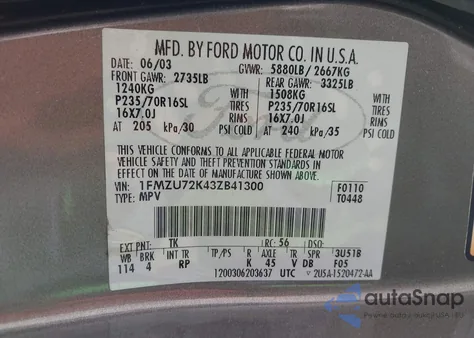 MFD. BY FORD MOTOR CO. IN U.S.A.
DATE: 06/03 GVWR: 5880LB / 2667KG
FRONT GAWR: 2735LB REAR GAWR: 3325LB
1240KG WITH 1508KG WITH
P235/70R16SL TIRES P235/70R16SL TIRES
16X7.0J RIMS 16X7.0J RIMS
AT 205 kPa/30 PSI COLD AT 240 kPa/35 PSI COLD
THIS VEHICLE CONFORMS TO ALL APPLICABLE FEDERAL MOTOR
VEHICLE SAFETY AND BUMPER STANDARDS IN
EFFECT ON THE DATE OF MANUFACTURE SHOWN ABOVE.
VIN: 1FMZU72K43ZB41300 F0110
TYPE: MPV T0448
EXT PNT: TK RC: 56 DSO:
WB BRK INT TR TP/PS R AXLE TR SPR 3U51B
114 4 RP K 45 V DB F05
1200306203637 UTC 2U5A-1520472-AA
Ford
autoSnap